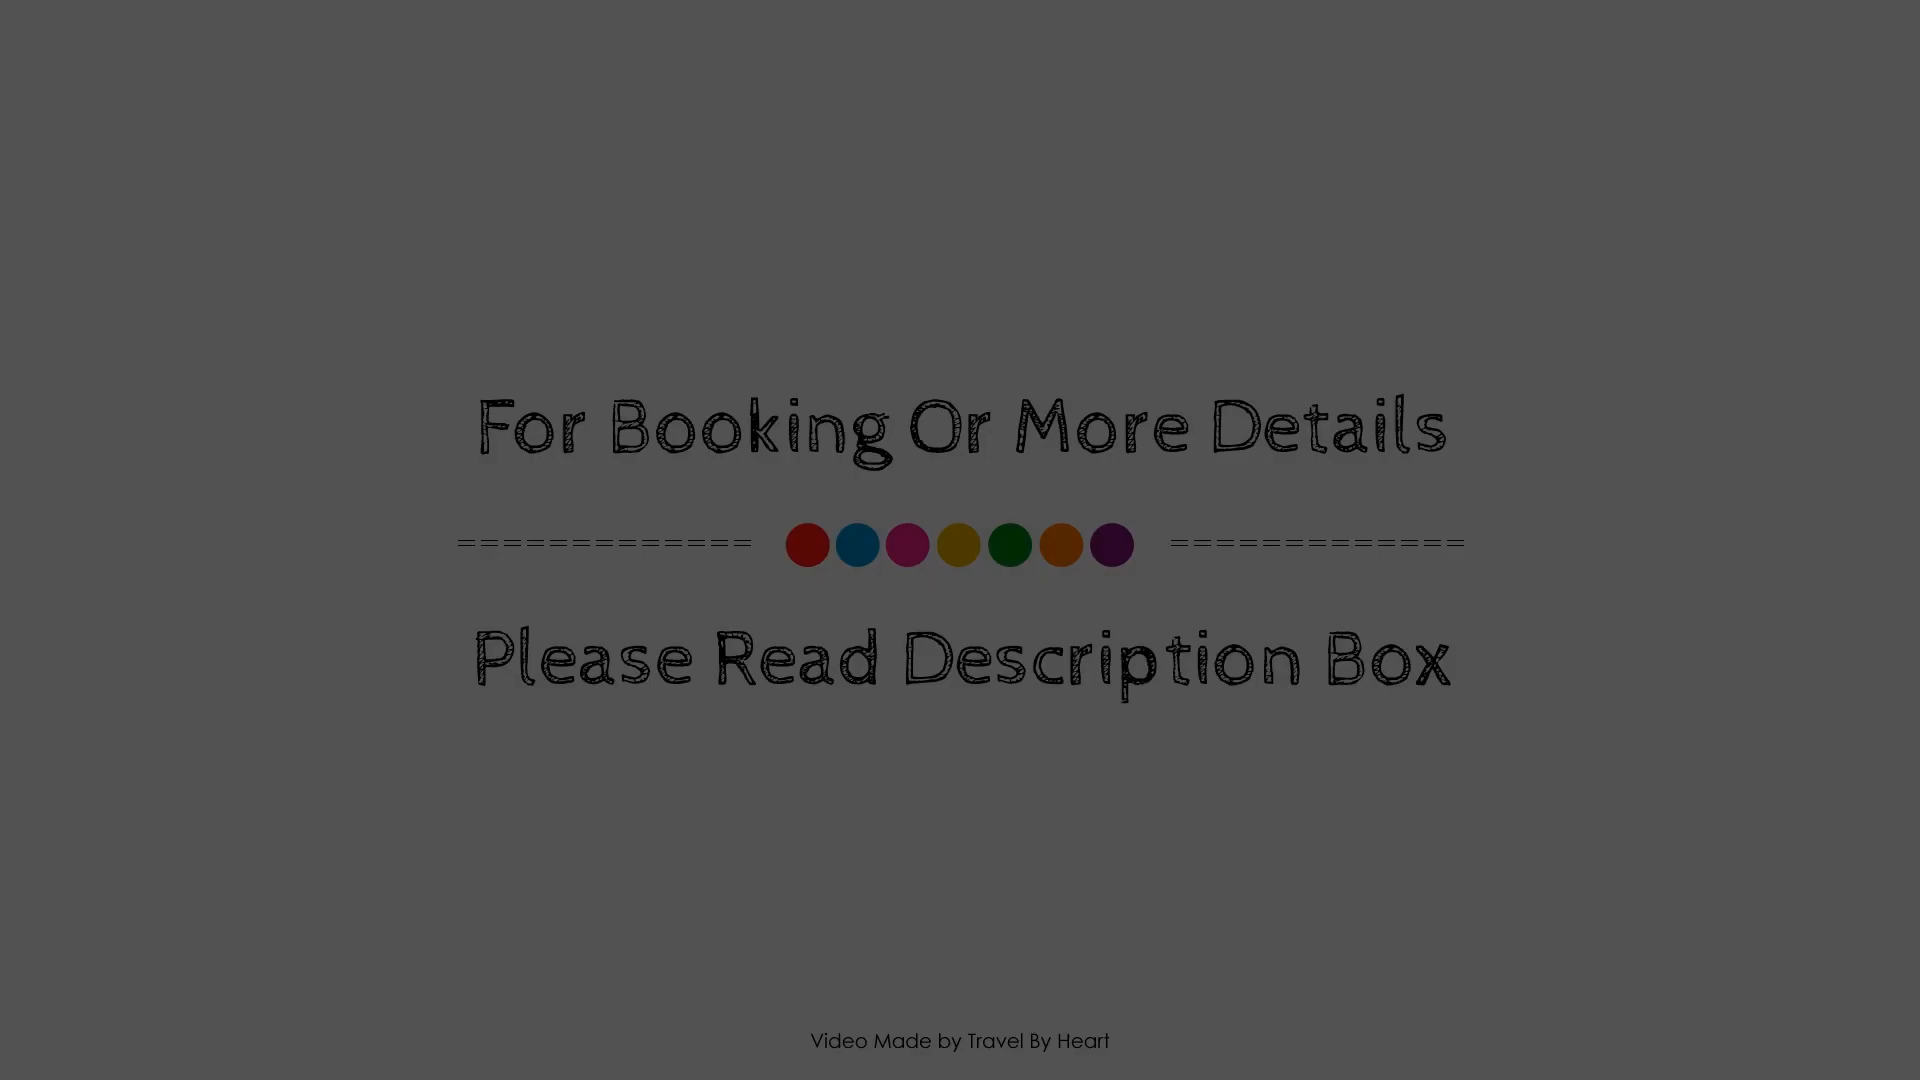 For Booking Or More Details
============= =============
Please Read Description Box
Video Made by Travel By Heart